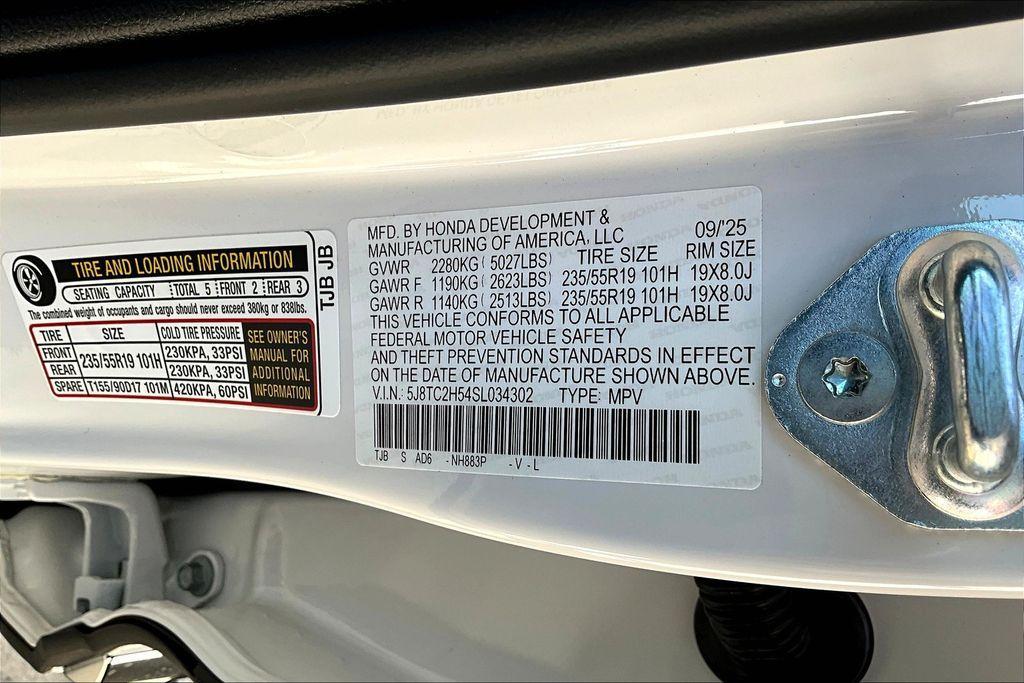 TIRE AND LOADING INFORMATION
SEATING CAPACITY TOTAL 5 FRONT 2 REAR 3
The combined weight of occupants and cargo should never exceed 380kg or 838lbs.
TIRE SIZE COLD TIRE PRESSURE
FRONT 235/55R19 101H 230KPA, 33PSI
REAR 230KPA, 33PSI
SPARE T155/90D17 101M 420KPA, 60PSI
SEE OWNER'S
MANUAL FOR
ADDITIONAL
INFORMATION
TJB JB
MFD. BY HONDA DEVELOPMENT &
MANUFACTURING OF AMERICA, LLC 09/'25
GVWR 2280KG (5027LBS) TIRE SIZE RIM SIZE
GAWR F 1190KG (2623LBS) 235/55R19 101H 19X8.0J
GAWR R 1140KG (2513LBS) 235/55R19 101H 19X8.0J
THIS VEHICLE CONFORMS TO ALL APPLICABLE
FEDERAL MOTOR VEHICLE SAFETY
AND THEFT PREVENTION STANDARDS IN EFFECT
ON THE DATE OF MANUFACTURE SHOWN ABOVE.
V.I.N.: 5J8TC2H54SL034302 TYPE: MPV
TJB S AD6 -NH883P -V-L